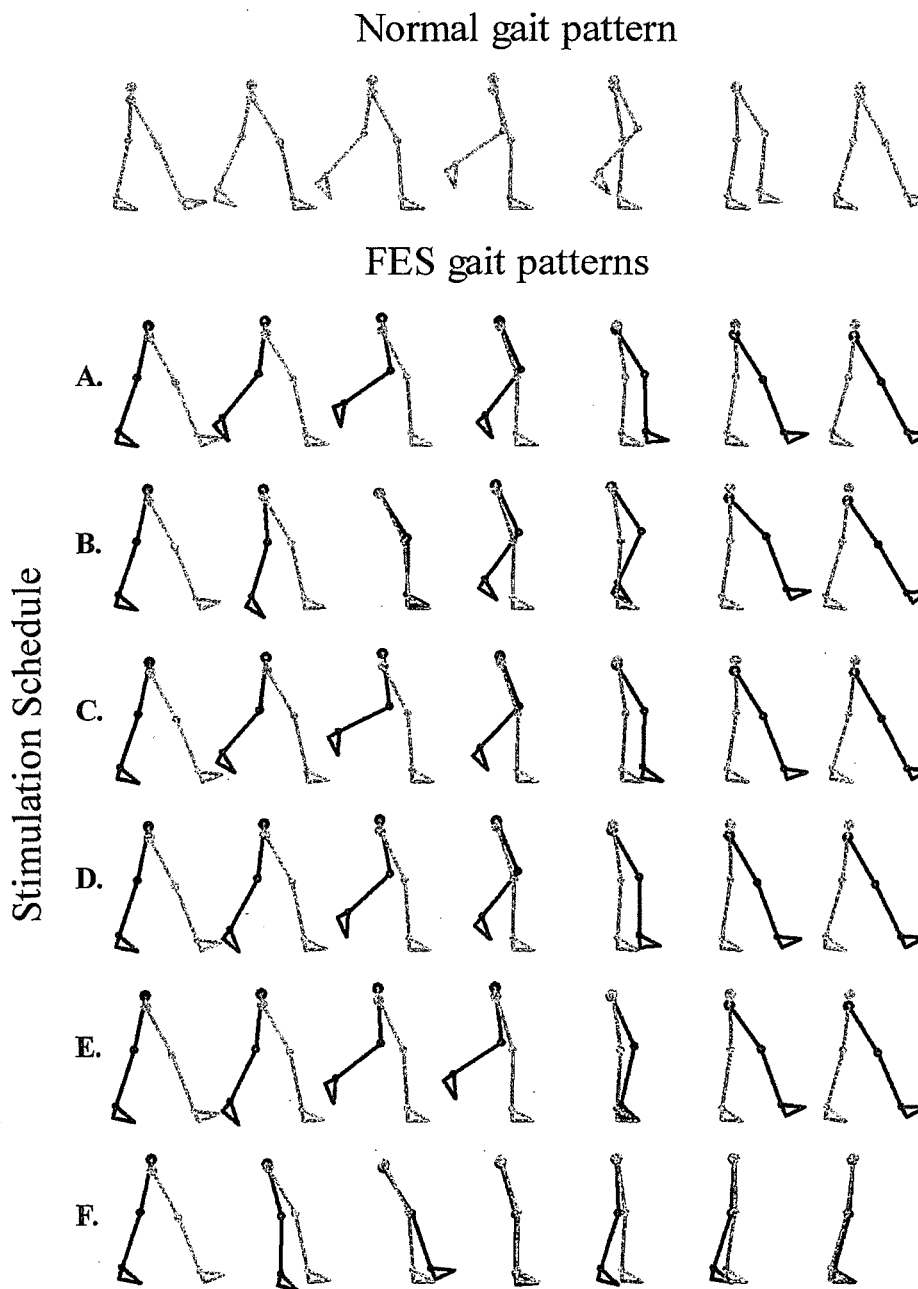 Normal gait pattern
FES gait patterns
Stimulation Schedule
A.
B.
C.
D.
E.
F.